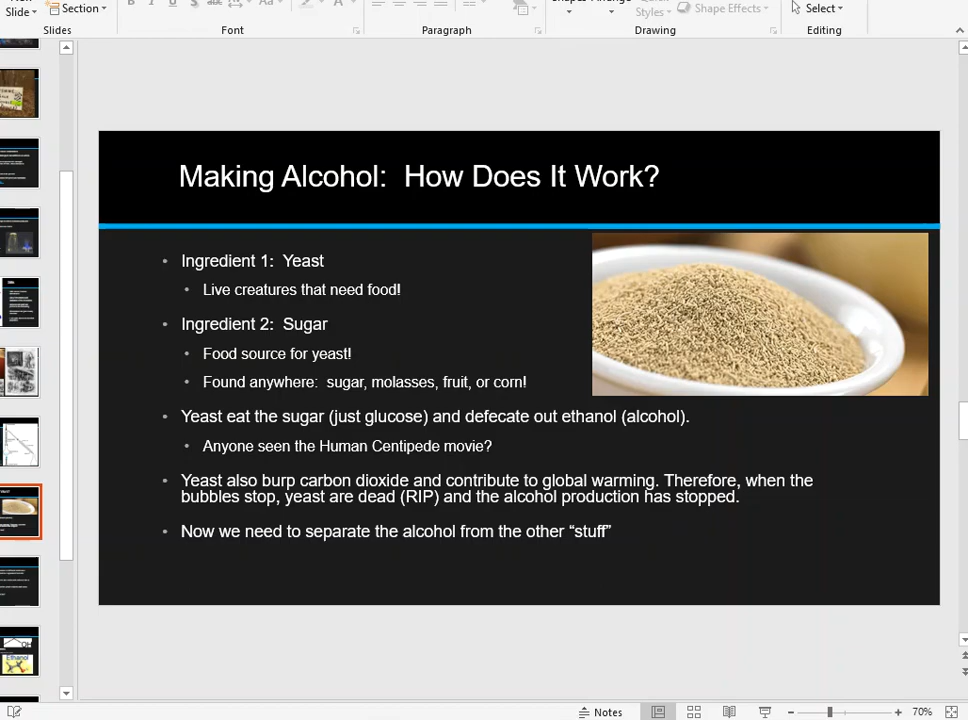 Slide
Section
Aa
Shape Effects
Select
Slides
Font
Paragraph
Drawing
Editing
Styles
Making Alcohol:  How Does It Work?
Ingredient 1:  Yeast
Live creatures that need food!
Ingredient 2:  Sugar
Food source for yeast!
Found anywhere:  sugar, molasses, fruit, or corn!
Yeast eat the sugar (just glucose) and defecate out ethanol (alcohol).
Anyone seen the Human Centipede movie?
Yeast also burp carbon dioxide and contribute to global warming. Therefore, when the
bubbles stop, yeast are dead (RIP) and the alcohol production has stopped.
Now we need to separate the alcohol from the other “stuff”
Ethanol
Notes
70%